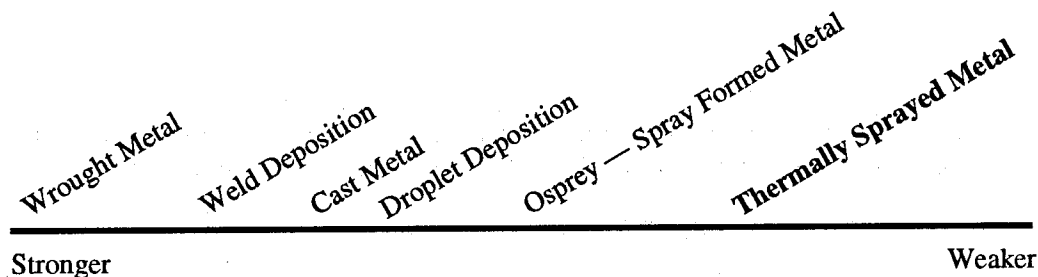 Wrought Metal
Weld Deposition
Cast Metal
Droplet Deposition
Osprey — Spray Formed Metal
Thermally Sprayed Metal
Stronger
Weaker